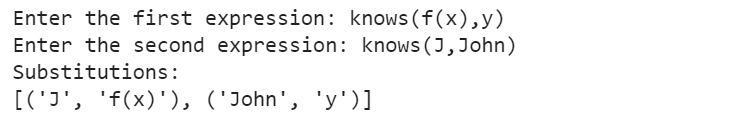 Enter the first expression: knows(f(x),y)
Enter the second expression: knows(J,John)
Substitutions:
[('J', 'f(x)'), ('John', 'y')]